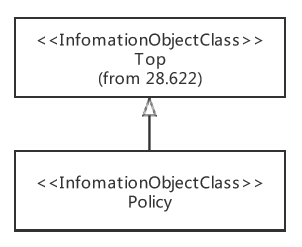 <<InfomationObjectClass>>
Top
(from 28.622)
<<InfomationObjectClass>>
Policy